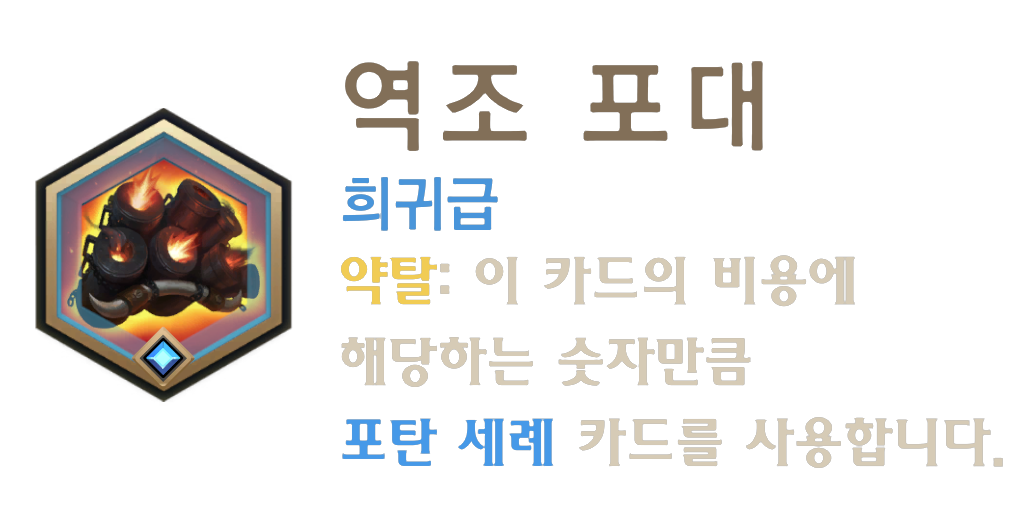 역조 포대
희귀급
약탈: 이 카드의 비용에
해당하는 숫자만큼
포탄 세례 카드를 사용합니다.